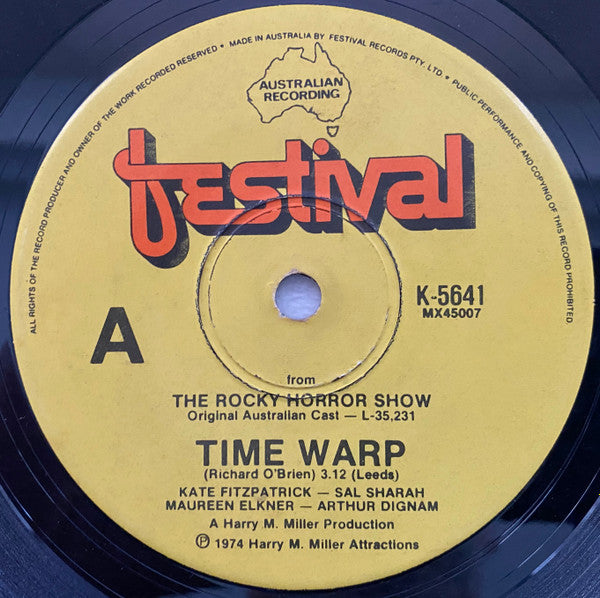 ALL RIGHTS OF THE RECORD PRODUCER AND OWNER OF THE WORK RECORDED RESERVED • MADE IN AUSTRALIA BY FESTIVAL RECORDS PTY. LTD. • PUBLIC PERFORMANCE AND COPYING OF THIS RECORD PROHIBITED
AUSTRALIAN
RECORDING
festival
A
K-5641
MX45007
from
THE ROCKY HORROR SHOW
Original Australian Cast — L-35,231
TIME WARP
(Richard O'Brien) 3.12 (Leeds)
KATE FITZPATRICK — SAL SHARAH
MAUREEN ELKNER — ARTHUR DIGNAM
A Harry M. Miller Production
Ⓟ 1974 Harry M. Miller Attractions